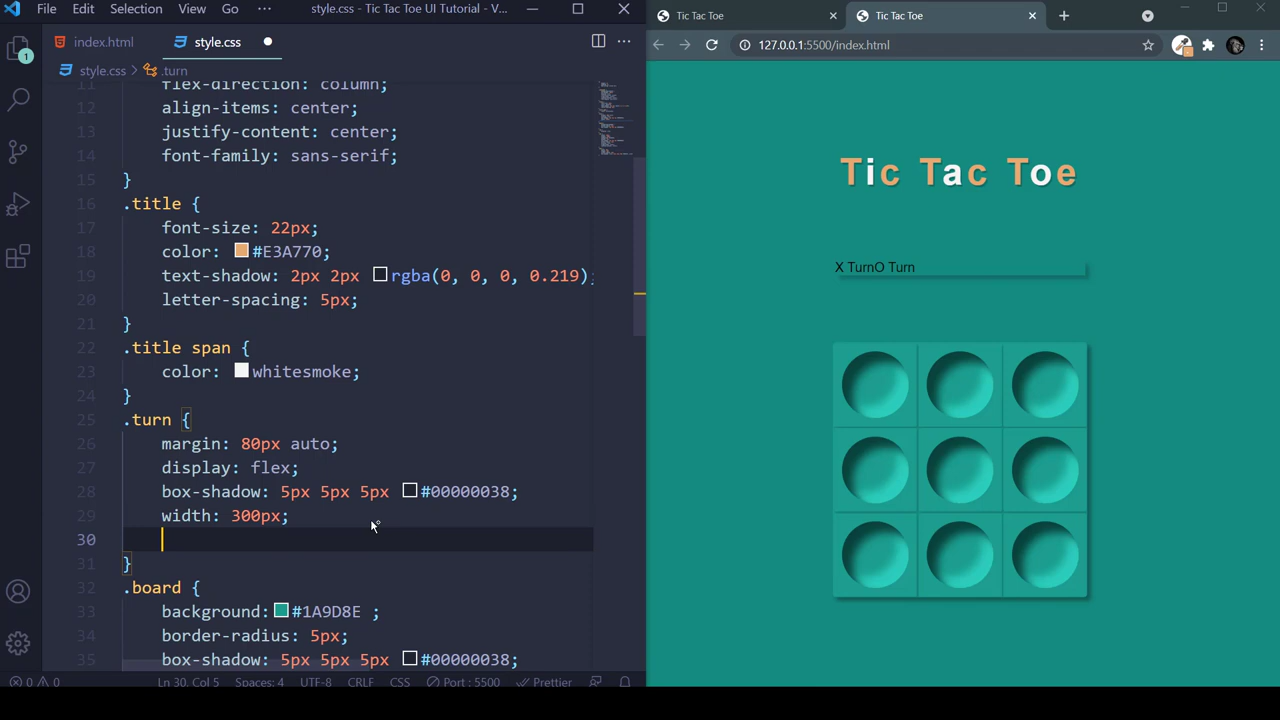 File Edit Selection View Go ··· style.css - Tic Tac Toe UI Tutorial - V...
index.html style.css
style.css > .turn
11 flex-direction: column;
12 align-items: center;
13 justify-content: center;
14 font-family: sans-serif;
15 }
16 .title {
17 font-size: 22px;
18 color: #E3A770;
19 text-shadow: 2px 2px rgba(0, 0, 0, 0.219);
20 letter-spacing: 5px;
21 }
22 .title span {
23 color: whitesmoke;
24 }
25 .turn {
26 margin: 80px auto;
27 display: flex;
28 box-shadow: 5px 5px 5px #00000038;
29 width: 300px;
30
31 }
32 .board {
33 background: #1A9D8E ;
34 border-radius: 5px;
35 box-shadow: 5px 5px 5px #00000038;
1
0 0 Ln 30, Col 5 Spaces: 4 UTF-8 CRLF CSS Port : 5500 Prettier
Tic Tac Toe Tic Tac Toe
127.0.0.1:5500/index.html
Tic Tac Toe
X TurnO Turn